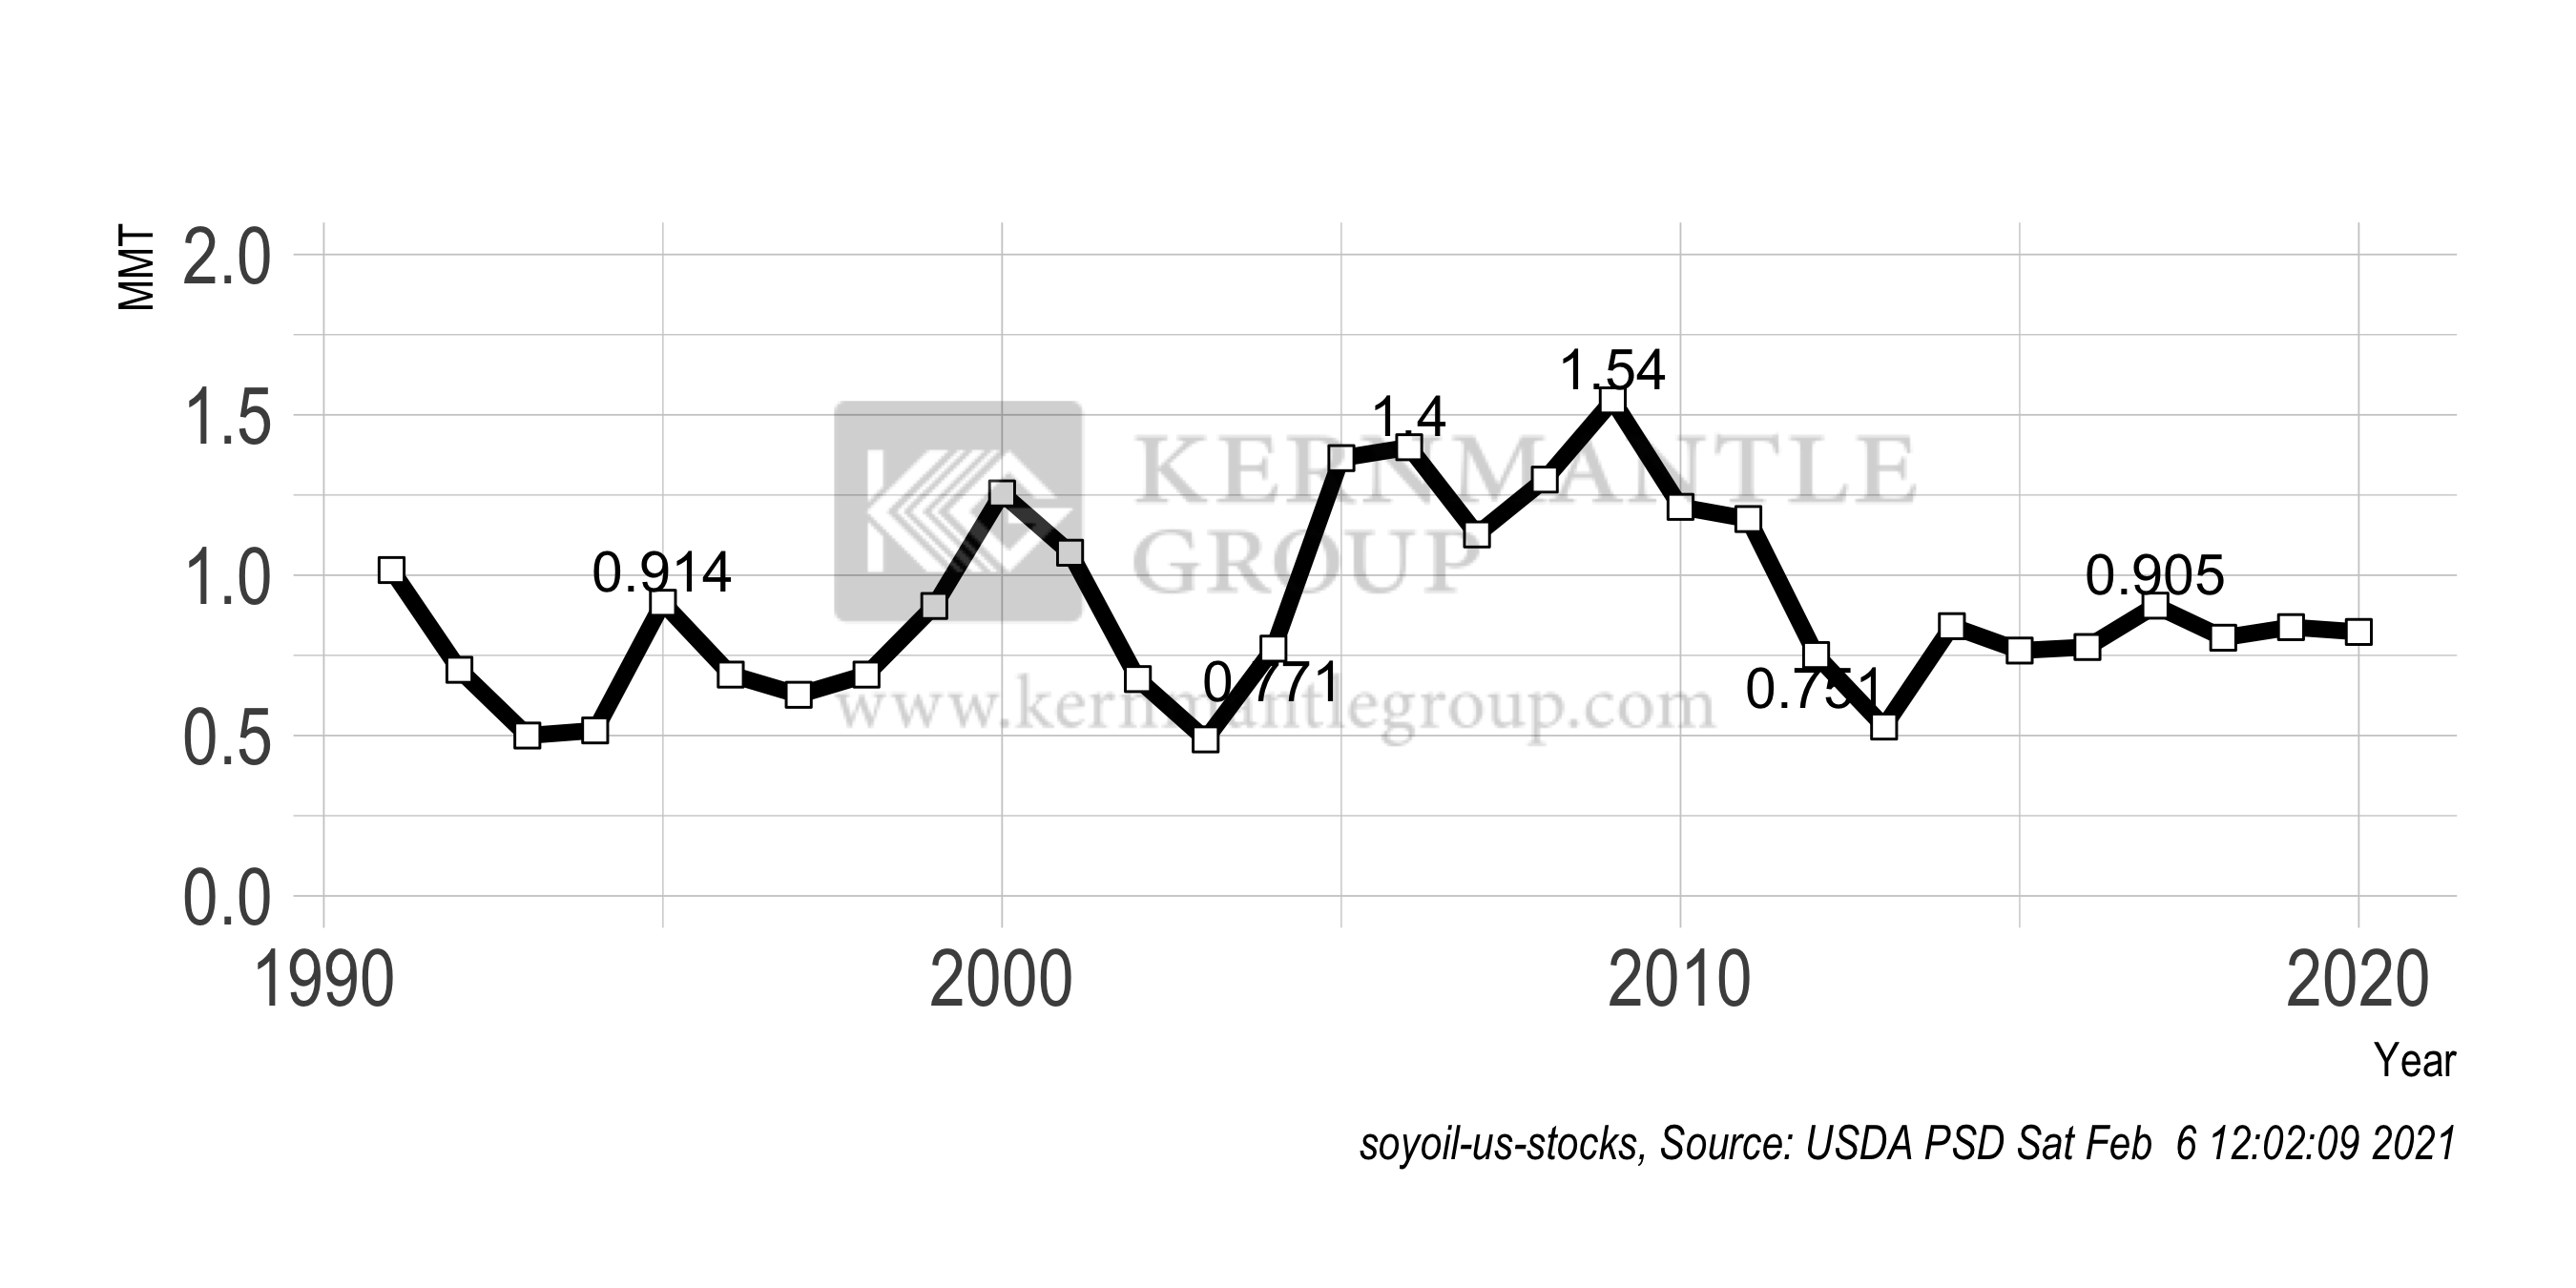 MMT
2.0
1.5
1.0
0.5
0.0
0.914
0.771
1.4
1.54
0.751
0.905
KERNMANTLE
GROUP
www.kernmantlegroup.com
1990 2000 2010 2020
Year
soyoil-us-stocks, Source: USDA PSD Sat Feb  6 12:02:09 2021